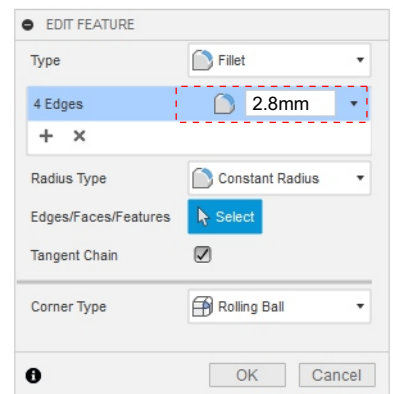 EDIT FEATURE
Type Fillet
4 Edges 2.8mm
Radius Type Constant Radius
Edges/Faces/Features Select
Tangent Chain
Corner Type Rolling Ball
OK Cancel